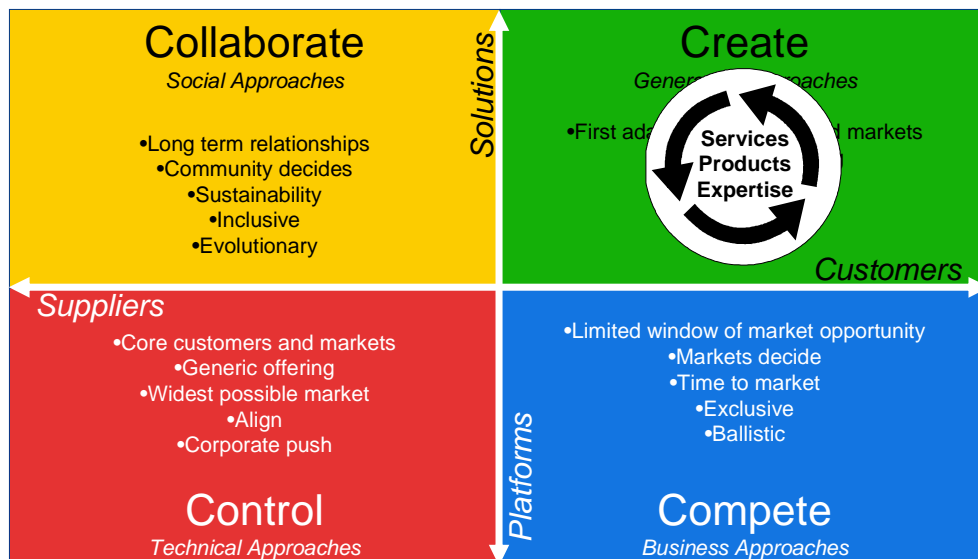 Collaborate
Social Approaches
•Long term relationships
•Community decides
•Sustainability
•Inclusive
•Evolutionary
Solutions
Create
•First
markets
Services
Products
Expertise
Customers
Suppliers
•Core customers and markets
•Generic offering
•Widest possible market
•Align
•Corporate push
Control
Technical Approaches
Platforms
•Limited window of market opportunity
•Markets decide
•Time to market
•Exclusive
•Ballistic
Compete
Business Approaches